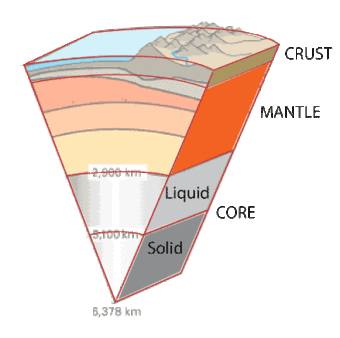 CRUST
MANTLE
2,900 km
Liquid
CORE
5,100 km
Solid
6,378 km